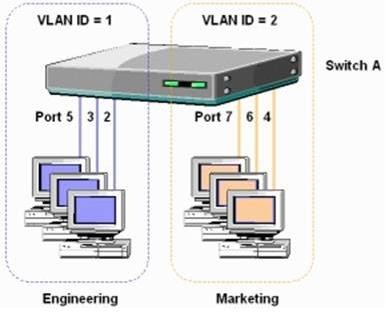 VLAN ID = 1
VLAN ID = 2
Switch A
Port 5 3 2
Port 7 6 4
Engineering
Marketing